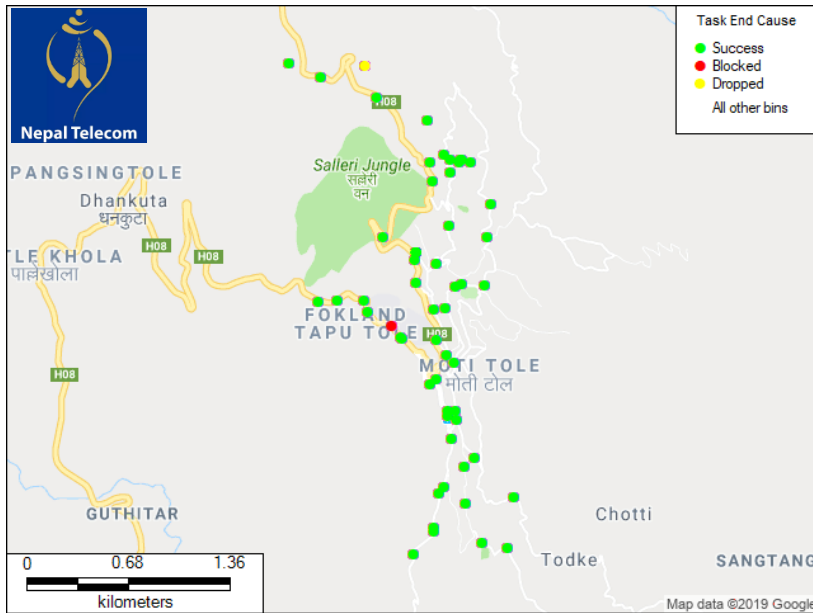 Nepal Telecom
Task End Cause
Success
Blocked
Dropped
All other bins
H08
Salleri Jungle
सल्लेरी
वन
PANGSINGTOLE
Dhankuta
धनकुटा
H08
TLE KHOLA
पाल्लेखोला
FOKLAND
TAPU TOLE
H08
MOTI TOLE
मोती टोल
H08
GUTHITAR
Chotti
Todke
SANGTANG
0 0.68 1.36
kilometers
Map data ©2019 Google